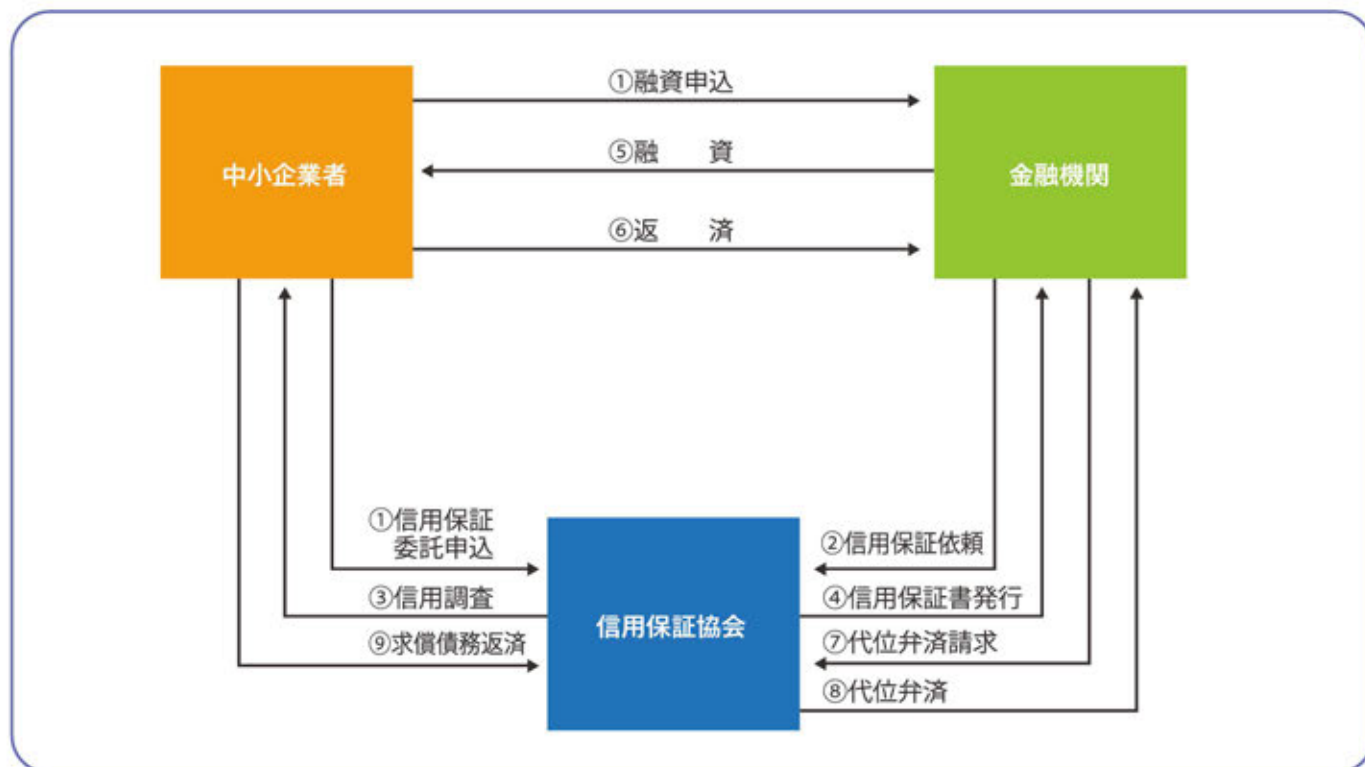 ①融資申込
中小企業者
⑤融　　資
金融機関
⑥返　　済
①信用保証
委託申込
③信用調査
⑨求償債務返済
信用保証協会
②信用保証依頼
④信用保証書発行
⑦代位弁済請求
⑧代位弁済